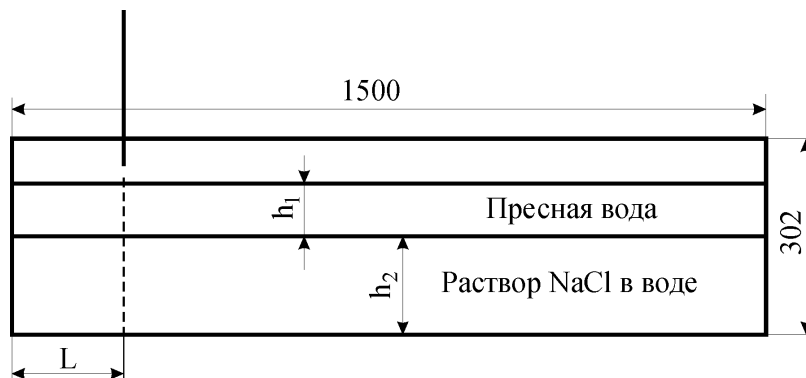 1500
h₁
Пресная вода
302
h₂
Раствор NaCl в воде
L